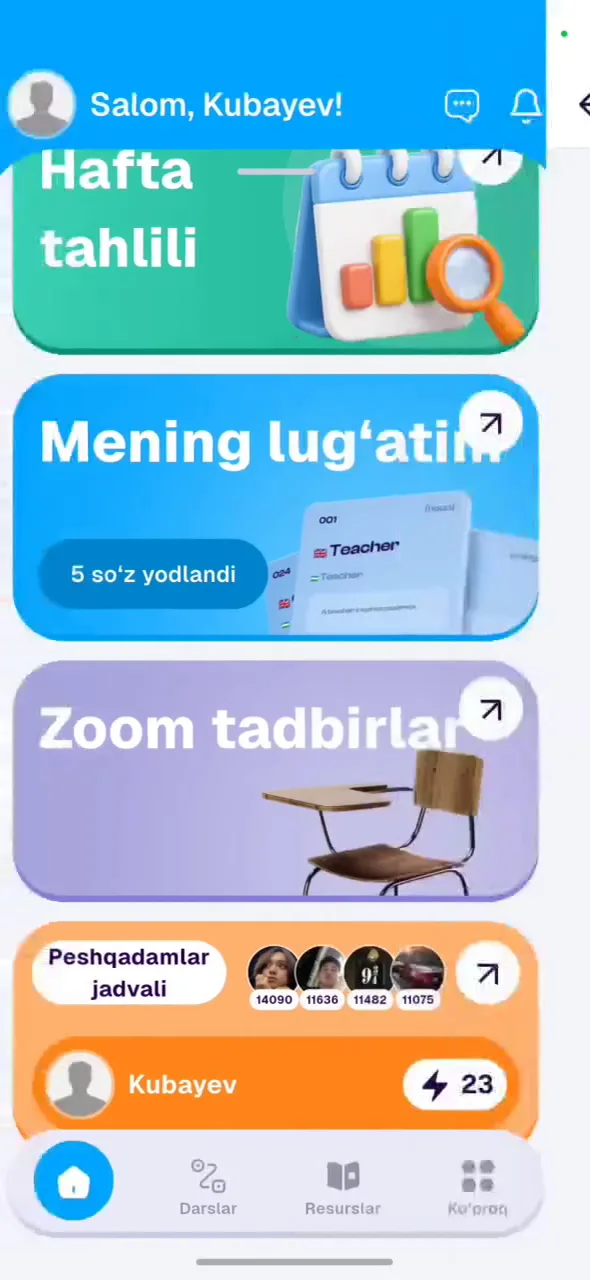 Salom, Kubayev!
Hafta
tahlili
Mening lug‘atim
001
/noun/
Teacher
Teacher
024
5 so‘z yodlandi
Zoom tadbirlar
Peshqadamlar
jadvali
14090
11636
11482
11075
Kubayev
23
Darslar
Resurslar
Ko‘proq